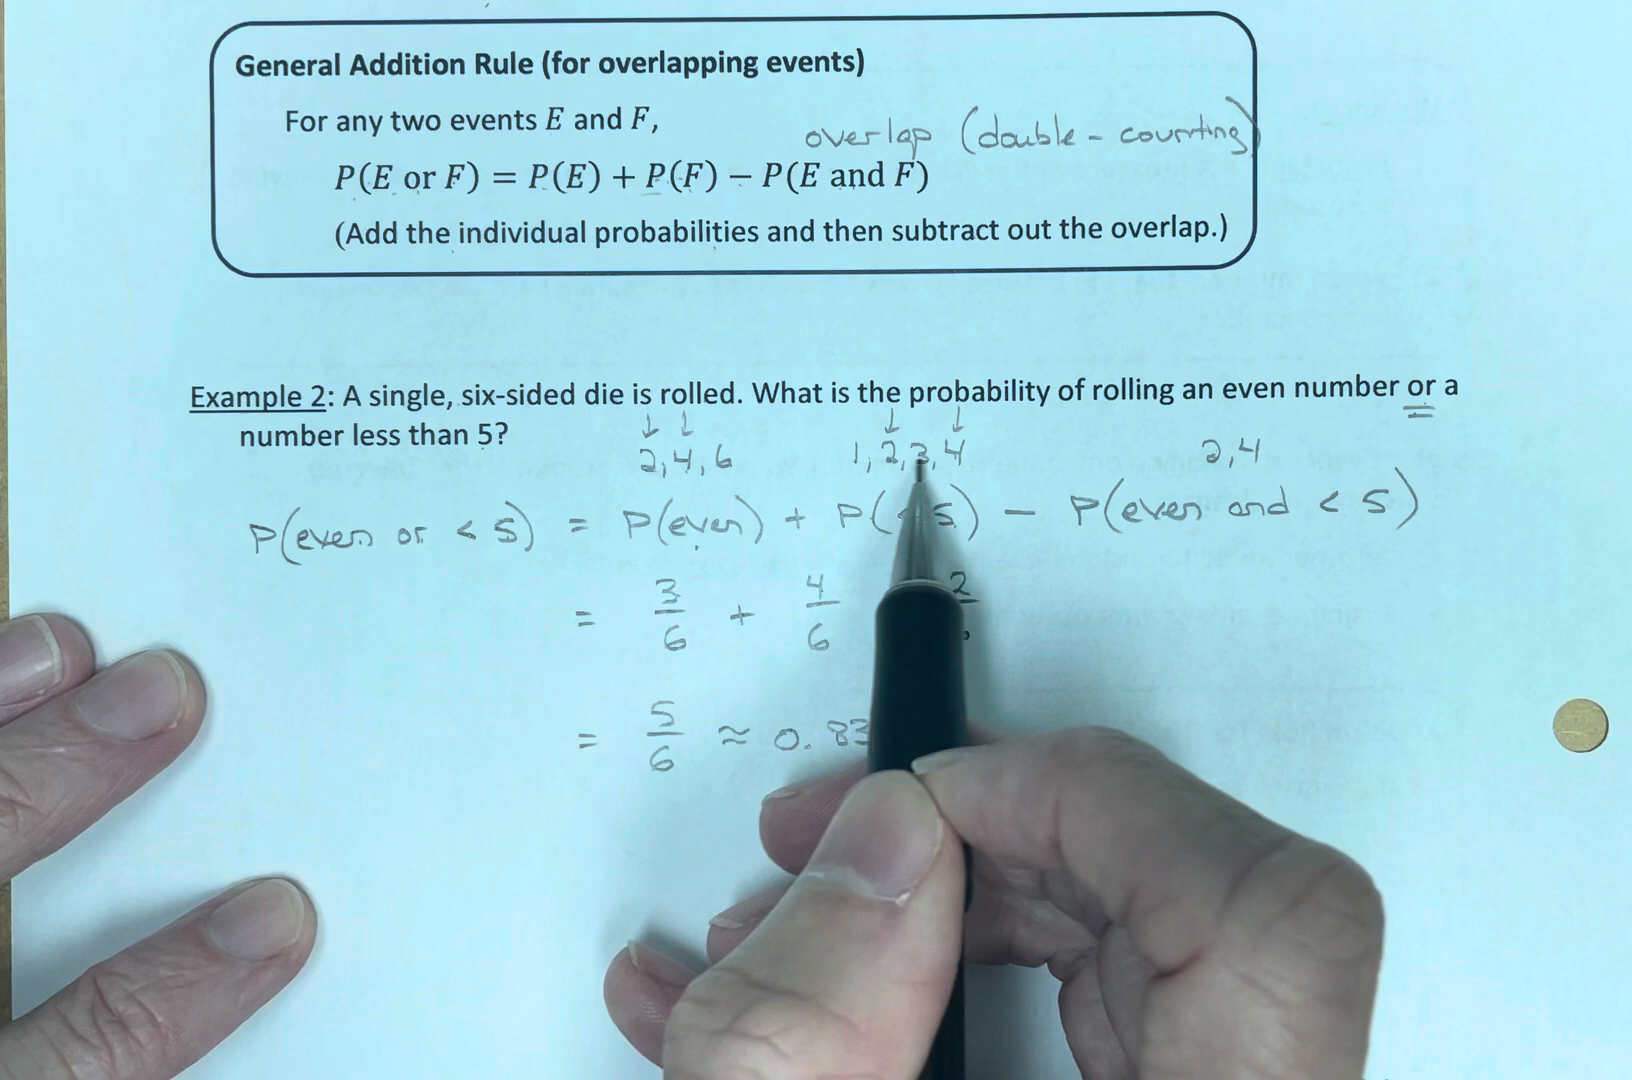 General Addition Rule (for overlapping events)
For any two events E and F,
overlap (double-counting)
P(E or F) = P(E) + P(F) − P(E and F)
(Add the individual probabilities and then subtract out the overlap.)
Example 2: A single, six-sided die is rolled. What is the probability of rolling an even number or a
number less than 5?
↓ ↓ ↓ ↓
2,4,6 1,2,3,4 2,4
P(even or < 5) = P(even) + P(< 5) − P(even and < 5)
= 3/6 + 4/6 2
= 5/6 ≈ 0.83